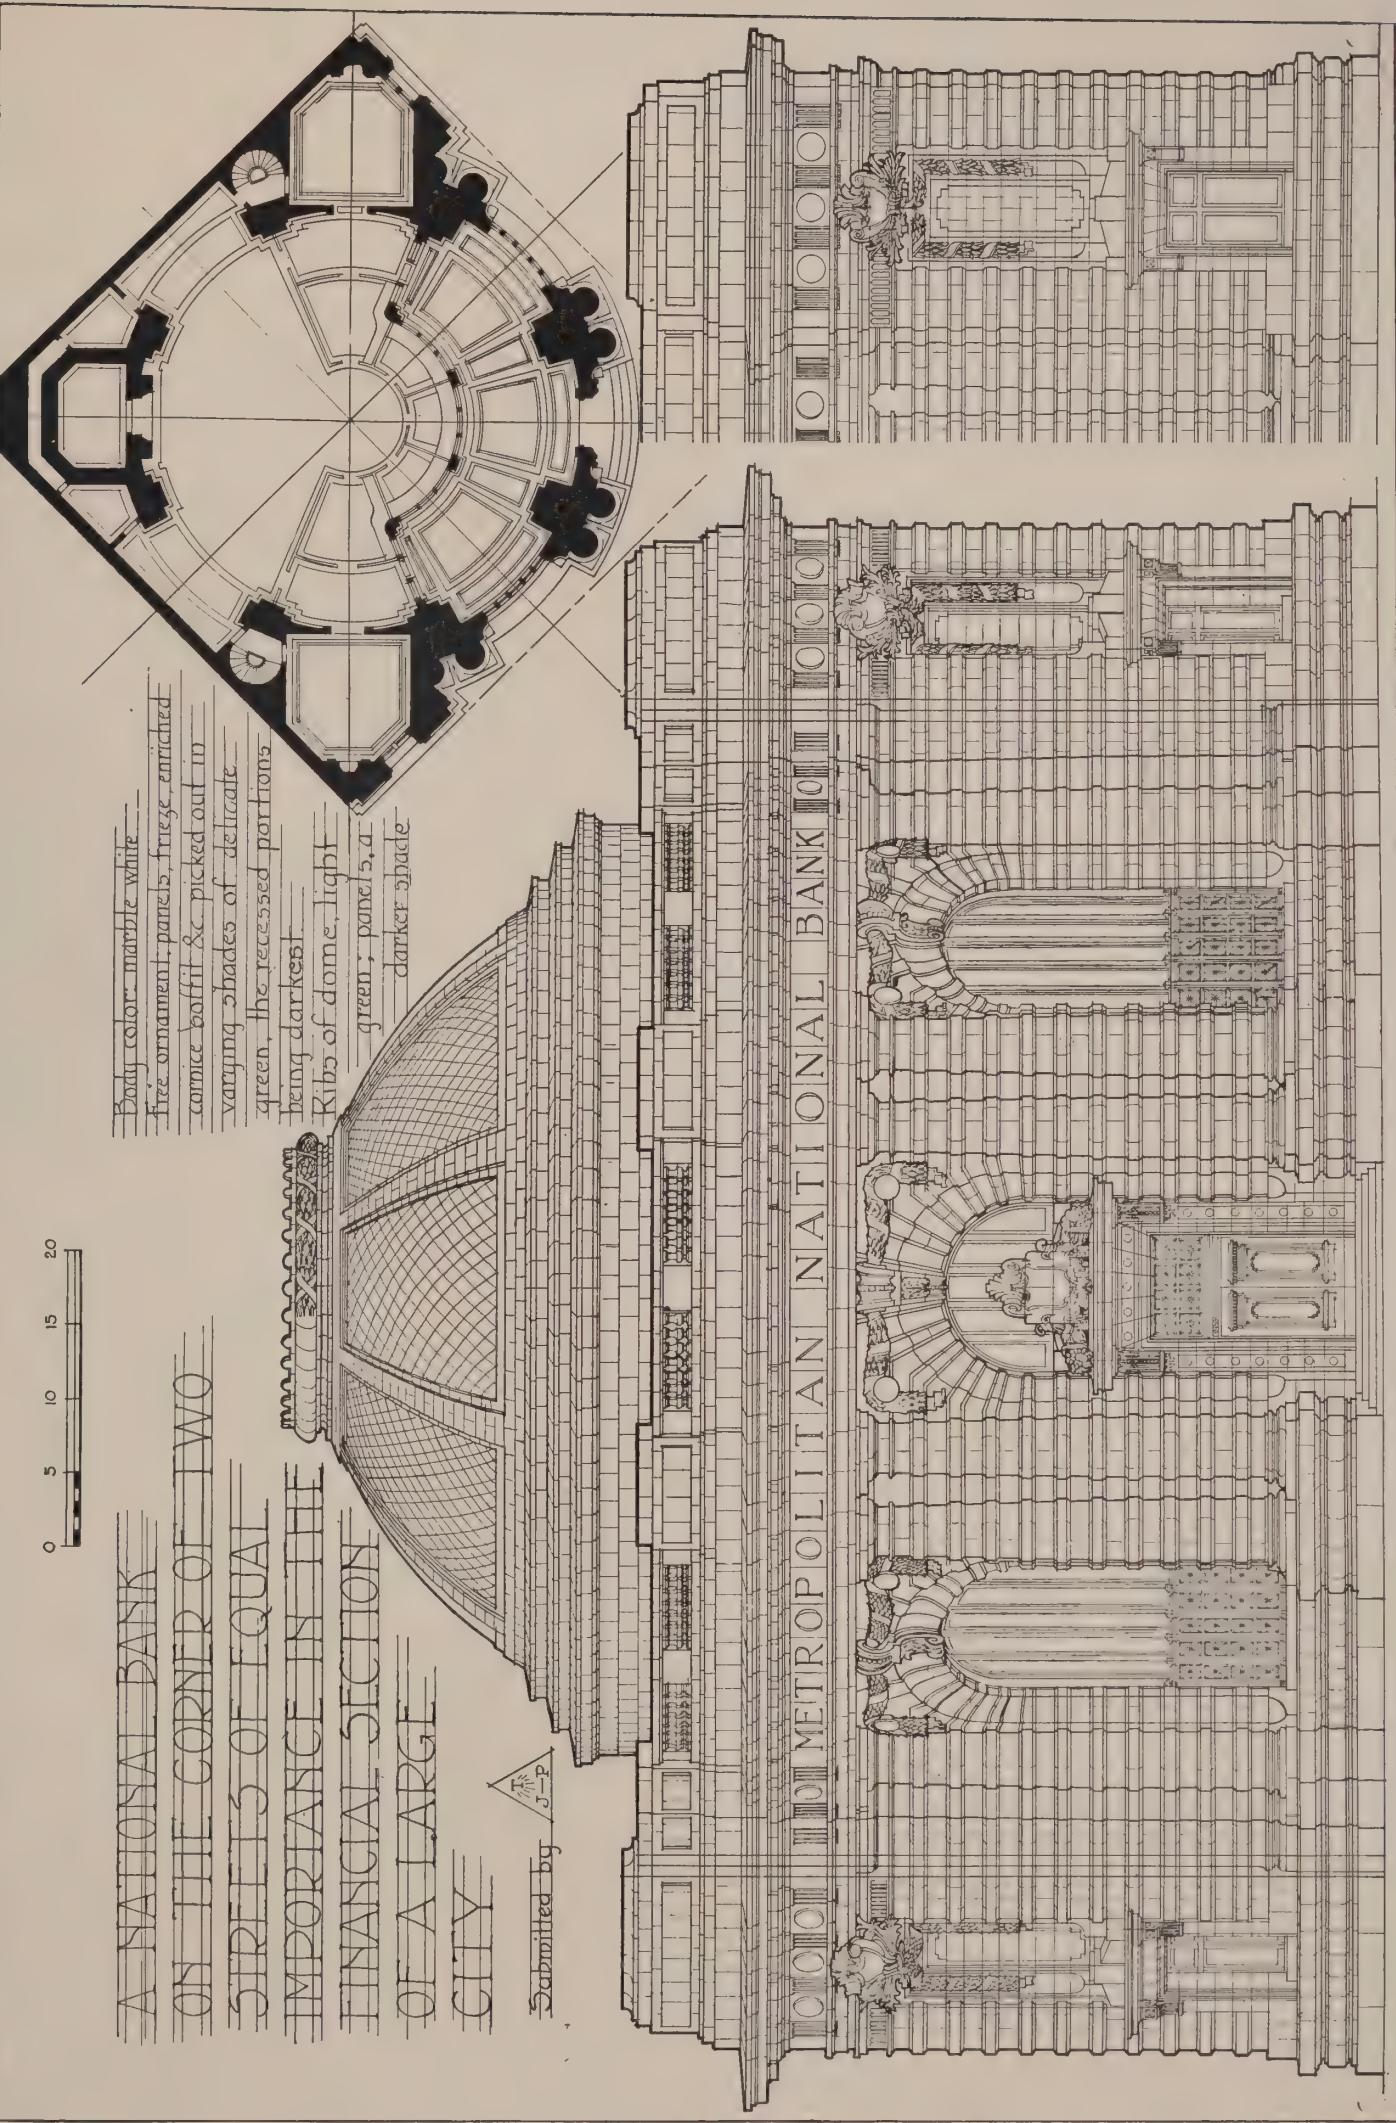 A NATIONAL BANK
ON THE CORNER OF TWO
STREETS OF EQUAL
IMPORTANCE IN THE
FINANCIAL SECTION
OF A LARGE
CITY
Submitted by
T
J-P
0 5 10 15 20
Body color: marble white
Free ornament, panels, frieze, enriched
cornice soffit &c. picked out in
varying shades of delicate
green, the recessed portions
being darkest.
Ribs of dome, light
green; panels, a
darker shade
METROPOLITAN NATIONAL BANK